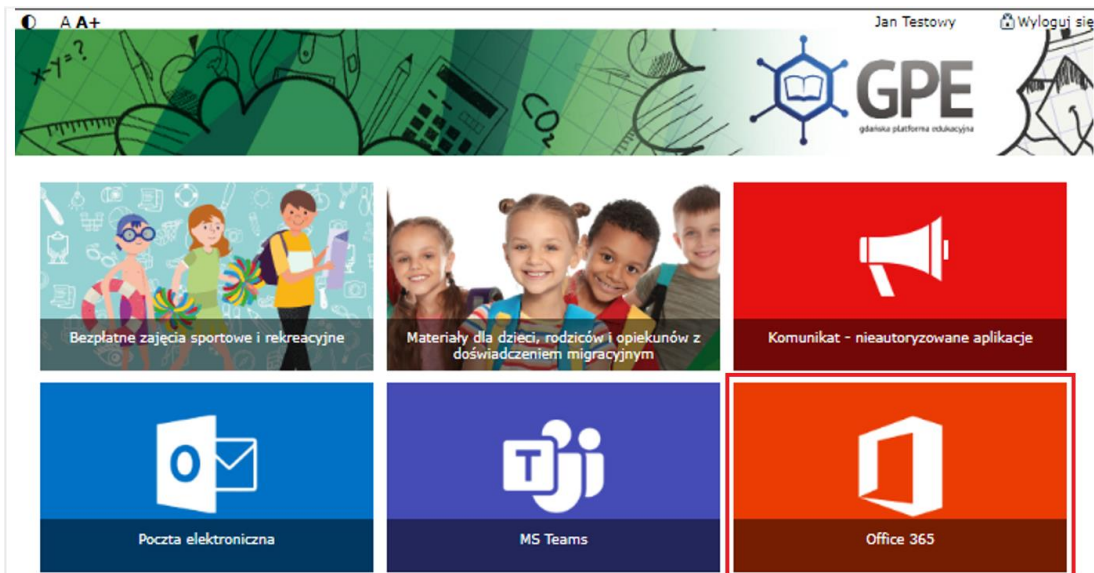 A A+
Jan Testowy
Wyloguj się
x-y=?
CO₂
GPE
gdańska platforma edukacyjna
Bezpłatne zajęcia sportowe i rekreacyjne
Materiały dla dzieci, rodziców i opiekunów z
doświadczeniem migracyjnym
Komunikat - nieautoryzowane aplikacje
O
Poczta elektroniczna
T
MS Teams
Office 365